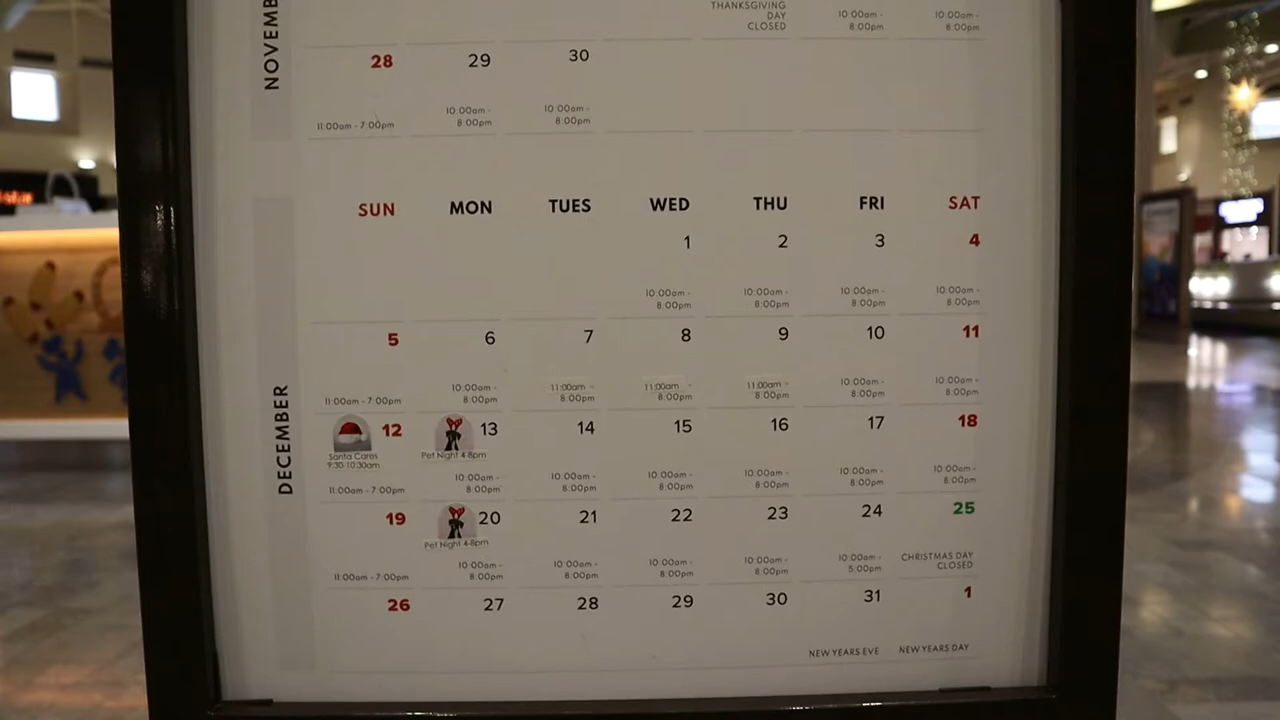 NOVEMB
THANKSGIVING
DAY
CLOSED
10:00am -
8:00pm
10:00am -
8:00pm
28 29 30
11:00am - 7:00pm
10:00am -
8:00pm
10:00am -
8:00pm
DECEMBER
SUN MON TUES WED THU FRI SAT
1 2 3 4
10:00am -
8:00pm
10:00am -
8:00pm
10:00am -
8:00pm
10:00am -
8:00pm
5 6 7 8 9 10 11
11:00am - 7:00pm
10:00am -
8:00pm
11:00am -
8:00pm
11:00am -
8:00pm
11:00am -
8:00pm
10:00am -
8:00pm
10:00am -
8:00pm
12 13 14 15 16 17 18
Santa Cares
9:30-10:30am
Pet Night 4-8pm
11:00am - 7:00pm
10:00am -
8:00pm
10:00am -
8:00pm
10:00am -
8:00pm
10:00am -
8:00pm
10:00am -
8:00pm
10:00am -
8:00pm
19 20 21 22 23 24 25
Pet Night 4-8pm
11:00am - 7:00pm
10:00am -
8:00pm
10:00am -
8:00pm
10:00am -
8:00pm
10:00am -
8:00pm
10:00am -
5:00pm
CHRISTMAS DAY
CLOSED
26 27 28 29 30 31 1
NEW YEARS EVE
NEW YEARS DAY